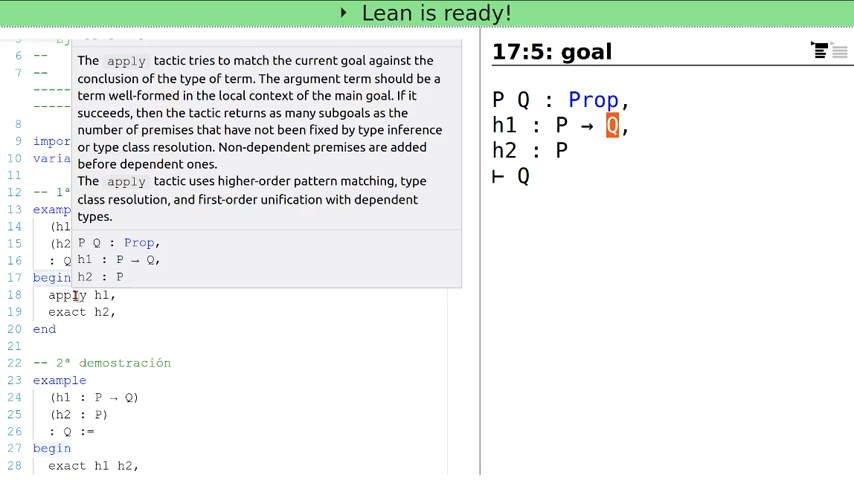 Lean is ready!
6 --
7 --
-----
-----
8
9 impor
10 varia
11
12 -- 1ª
13 examp
14 (h1
15 (h2
16 : Q
17 begin
18 apply h1,
19 exact h2,
20 end
21
22 -- 2ª demostración
23 example
24 (h1 : P → Q)
25 (h2 : P)
26 : Q :=
27 begin
28 exact h1 h2,
The apply tactic tries to match the current goal against the
conclusion of the type of term. The argument term should be a
term well-formed in the local context of the main goal. If it
succeeds, then the tactic returns as many subgoals as the
number of premises that have not been fixed by type inference
or type class resolution. Non-dependent premises are added
before dependent ones.
The apply tactic uses higher-order pattern matching, type
class resolution, and first-order unification with dependent
types.
P Q : Prop,
h1 : P → Q,
h2 : P
17:5: goal
P Q : Prop,
h1 : P → Q,
h2 : P
⊢ Q